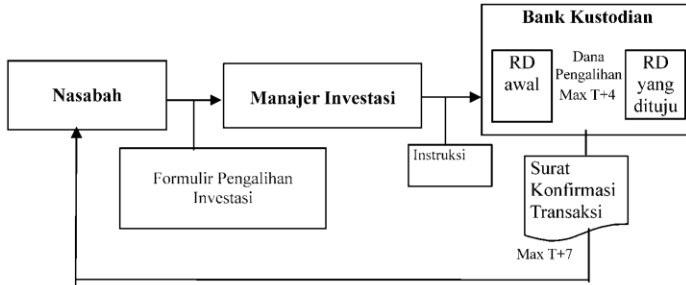 Bank Kustodian
RD
awal
Dana
Pengalihan
Max T+4
RD
yang
dituju
Nasabah
Manajer Investasi
Formulir Pengalihan
Investasi
Instruksi
Surat
Konfirmasi
Transaksi
Max T+7